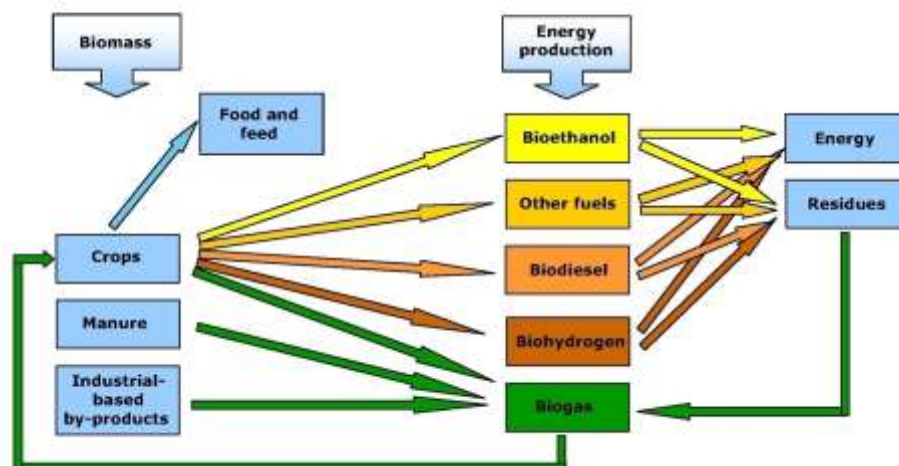 Biomass
Energy
production
Food and
feed
Bioethanol
Energy
Other fuels
Residues
Crops
Biodiesel
Manure
Biohydrogen
Industrial-
based
by-products
Biogas